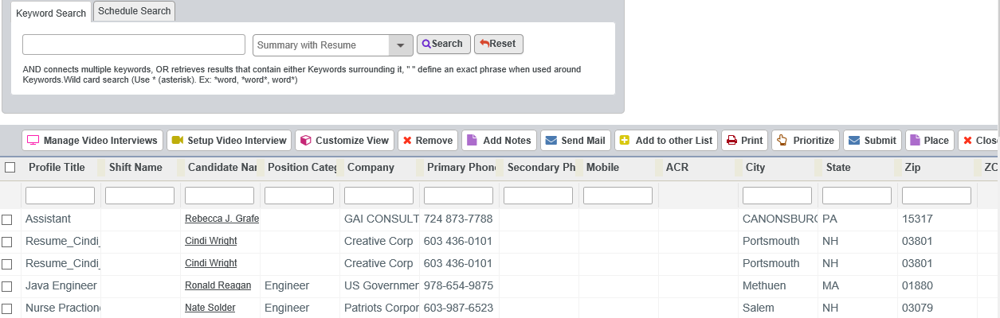 Keyword Search Schedule Search
Summary with Resume Search Reset
AND connects multiple keywords, OR retrieves results that contain either Keywords surrounding it, " " define an exact phrase when used around
Keywords.Wild card search (Use * (asterisk). Ex: *word, *word*, word*)
Manage Video Interviews Setup Video Interview Customize View Remove Add Notes Send Mail Add to other List Print Prioritize Submit Place Clos
Profile Title Shift Name Candidate Nar Position Categ Company Primary Phon Secondary Ph Mobile ACR City State Zip ZC
Assistant Rebecca J. Grafe GAI CONSULT 724 873-7788 CANONSBURG PA 15317
Resume_Cindi_ Cindi Wright Creative Corp 603 436-0101 Portsmouth NH 03801
Resume_Cindi_ Cindi Wright Creative Corp 603 436-0101 Portsmouth NH 03801
Java Engineer Ronald Reagan Engineer US Governmer 978-654-9875 Methuen MA 01880
Nurse Practione Nate Solder Engineer Patriots Corpor 603-987-6523 Salem NH 03079